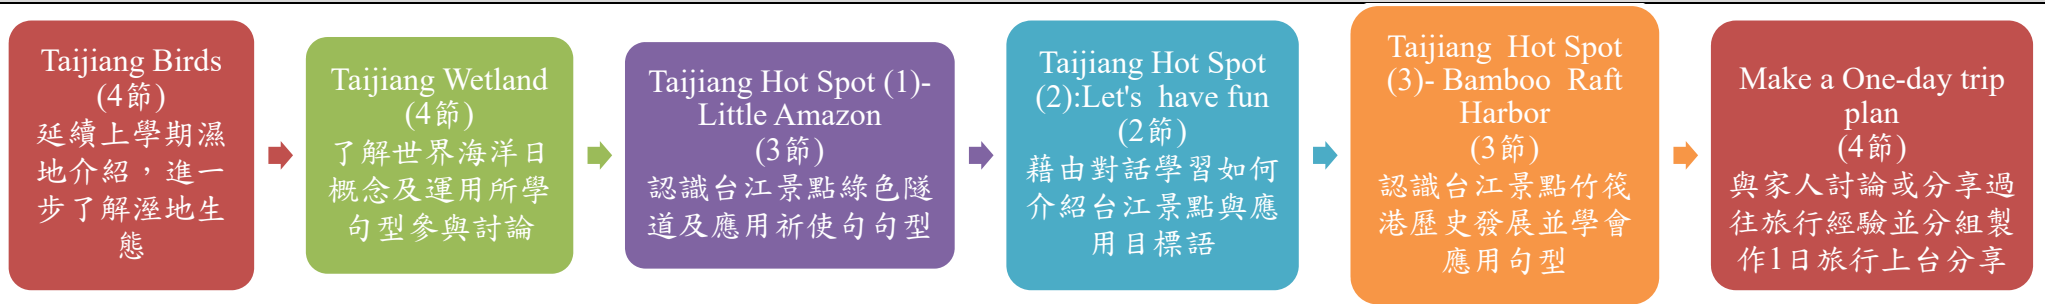 Taijiang Birds
(4節)
延續上學期濕
地介紹，進一
步了解溼地生
態
Taijiang Wetland
(4節)
了解世界海洋日
概念及運用所學
句型參與討論
Taijiang Hot Spot (1)-
Little Amazon
(3節)
認識台江景點綠色隧
道及應用祈使句句型
Taijiang Hot Spot
(2):Let's have fun
(2節)
藉由對話學習如何
介紹台江景點與應
用目標語
Taijiang Hot Spot
(3)- Bamboo Raft
Harbor
(3節)
認識台江景點竹筏
港歷史發展並學會
應用句型
Make a One-day trip
plan
(4節)
與家人討論或分享過
往旅行經驗並分組製
作1日旅行上台分享